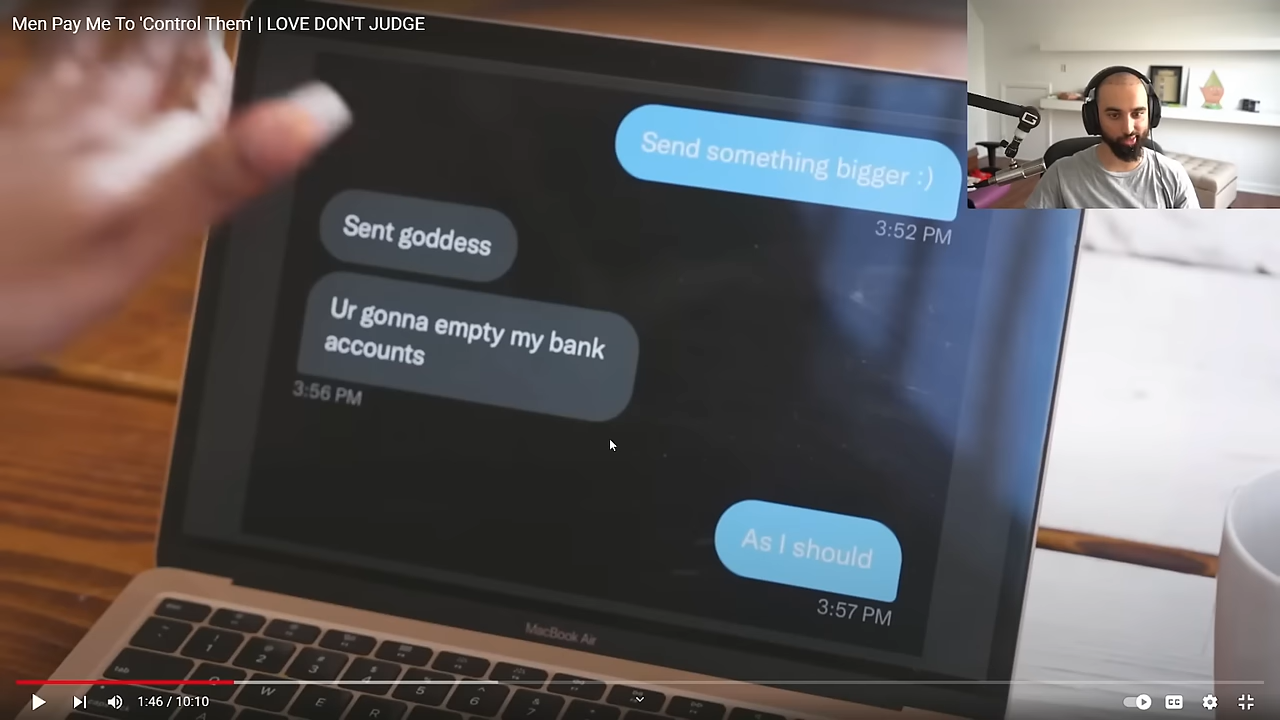 Men Pay Me To 'Control Them' | LOVE DON'T JUDGE
Send something bigger :)
3:52 PM
Sent goddess
Ur gonna empty my bank
accounts
3:56 PM
As I should
3:57 PM
MacBook Air
1:46 / 10:10
CC